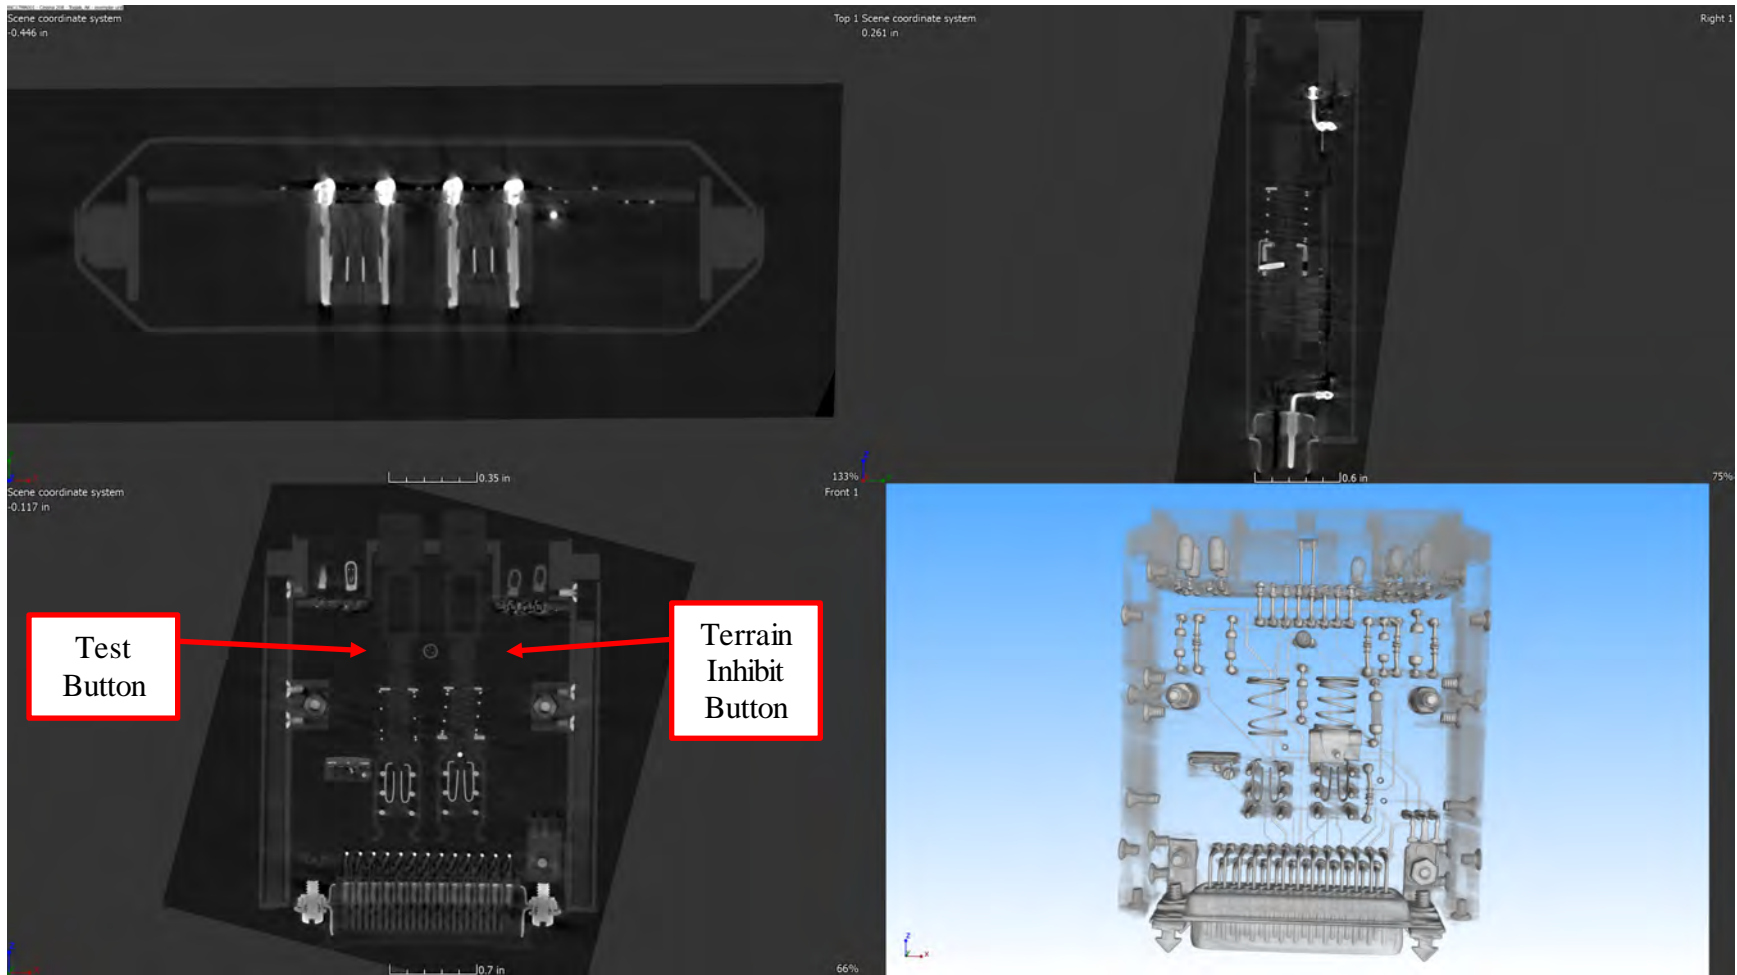 Scene coordinate system
-0.446 in
Top 1
Scene coordinate system
0.261 in
Right 1
0.35 in
133%
0.6 in
75%
Scene coordinate system
-0.117 in
Front 1
Test
Button
Terrain
Inhibit
Button
0.7 in
66%
z
x